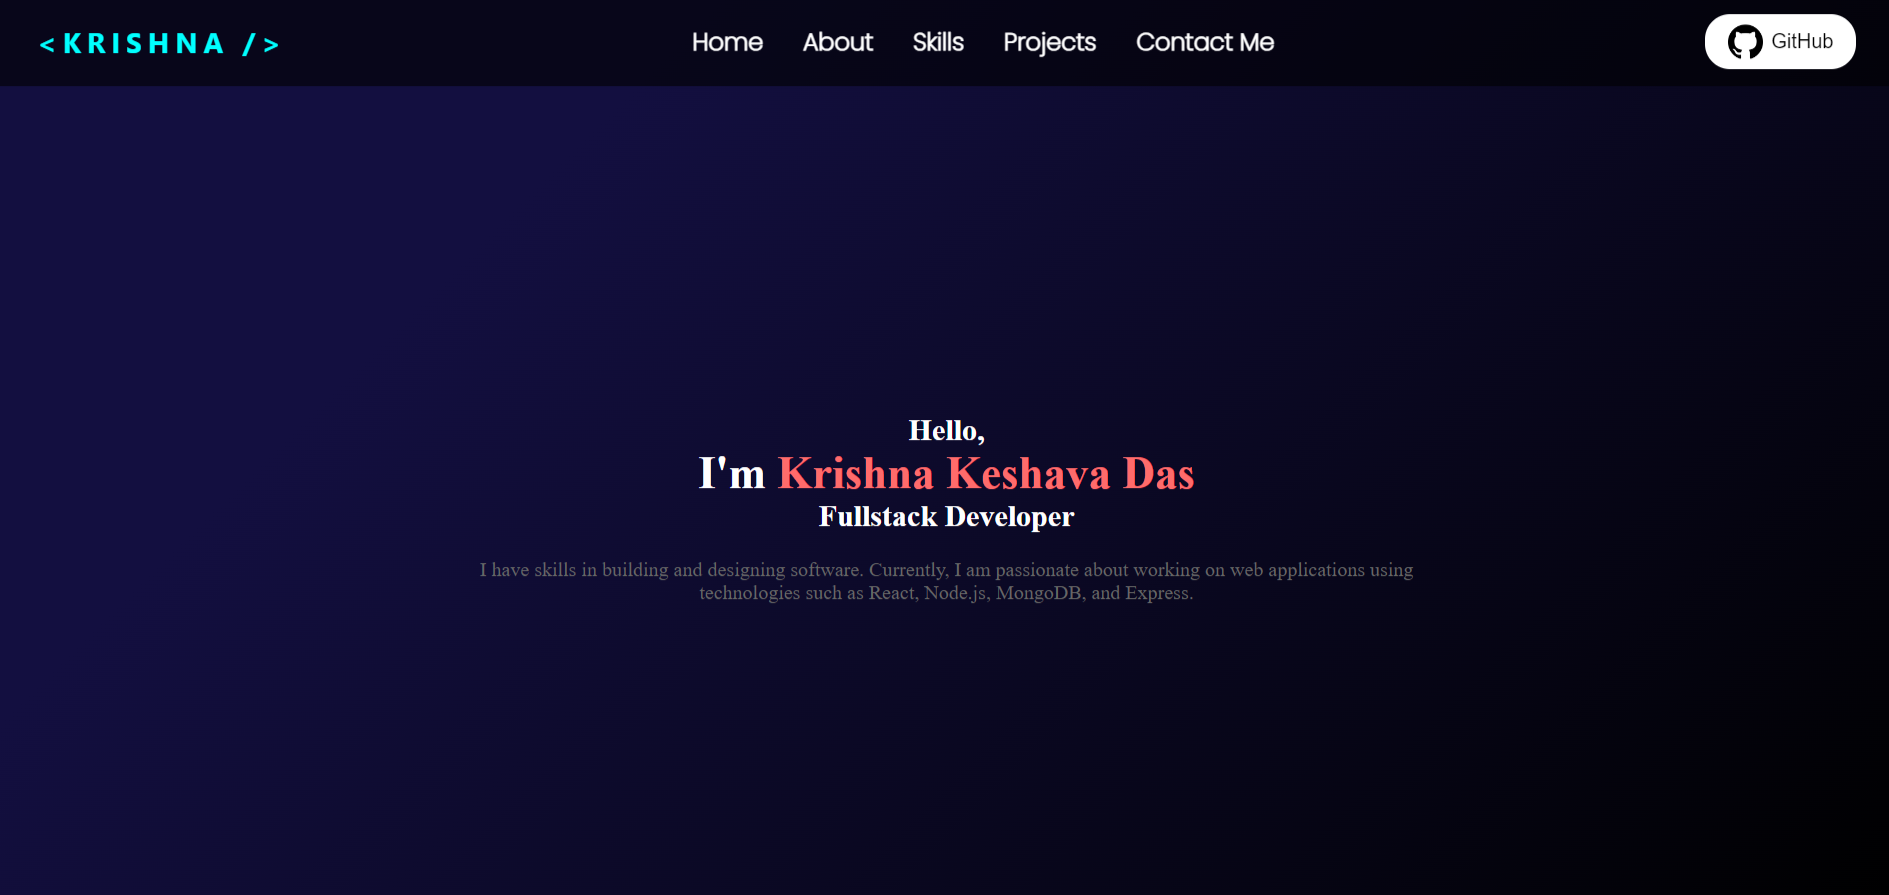 <KRISHNA />
Home About Skills Projects Contact Me
GitHub
Hello,
I'm Krishna Keshava Das
Fullstack Developer
I have skills in building and designing software. Currently, I am passionate about working on web applications using
technologies such as React, Node.js, MongoDB, and Express.